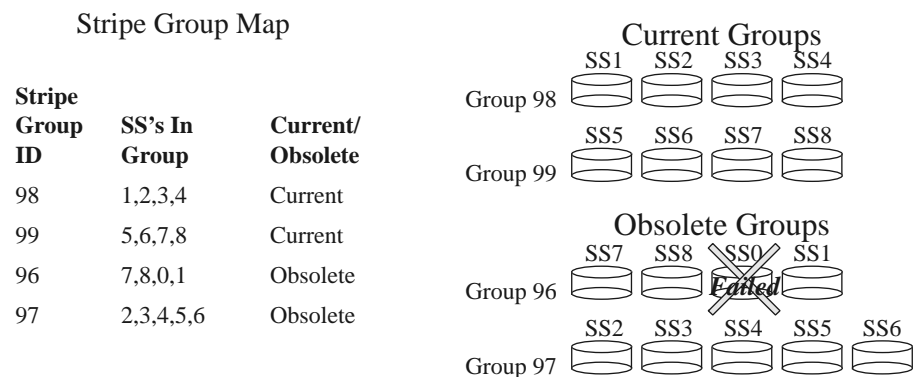 Stripe Group Map
Stripe
Group SS's In Current/
ID Group Obsolete
98 1,2,3,4 Current
99 5,6,7,8 Current
96 7,8,0,1 Obsolete
97 2,3,4,5,6 Obsolete
Current Groups
SS1 SS2 SS3 SS4
Group 98
SS5 SS6 SS7 SS8
Group 99
Obsolete Groups
SS7 SS8 SS0 SS1
Failed
Group 96
SS2 SS3 SS4 SS5 SS6
Group 97